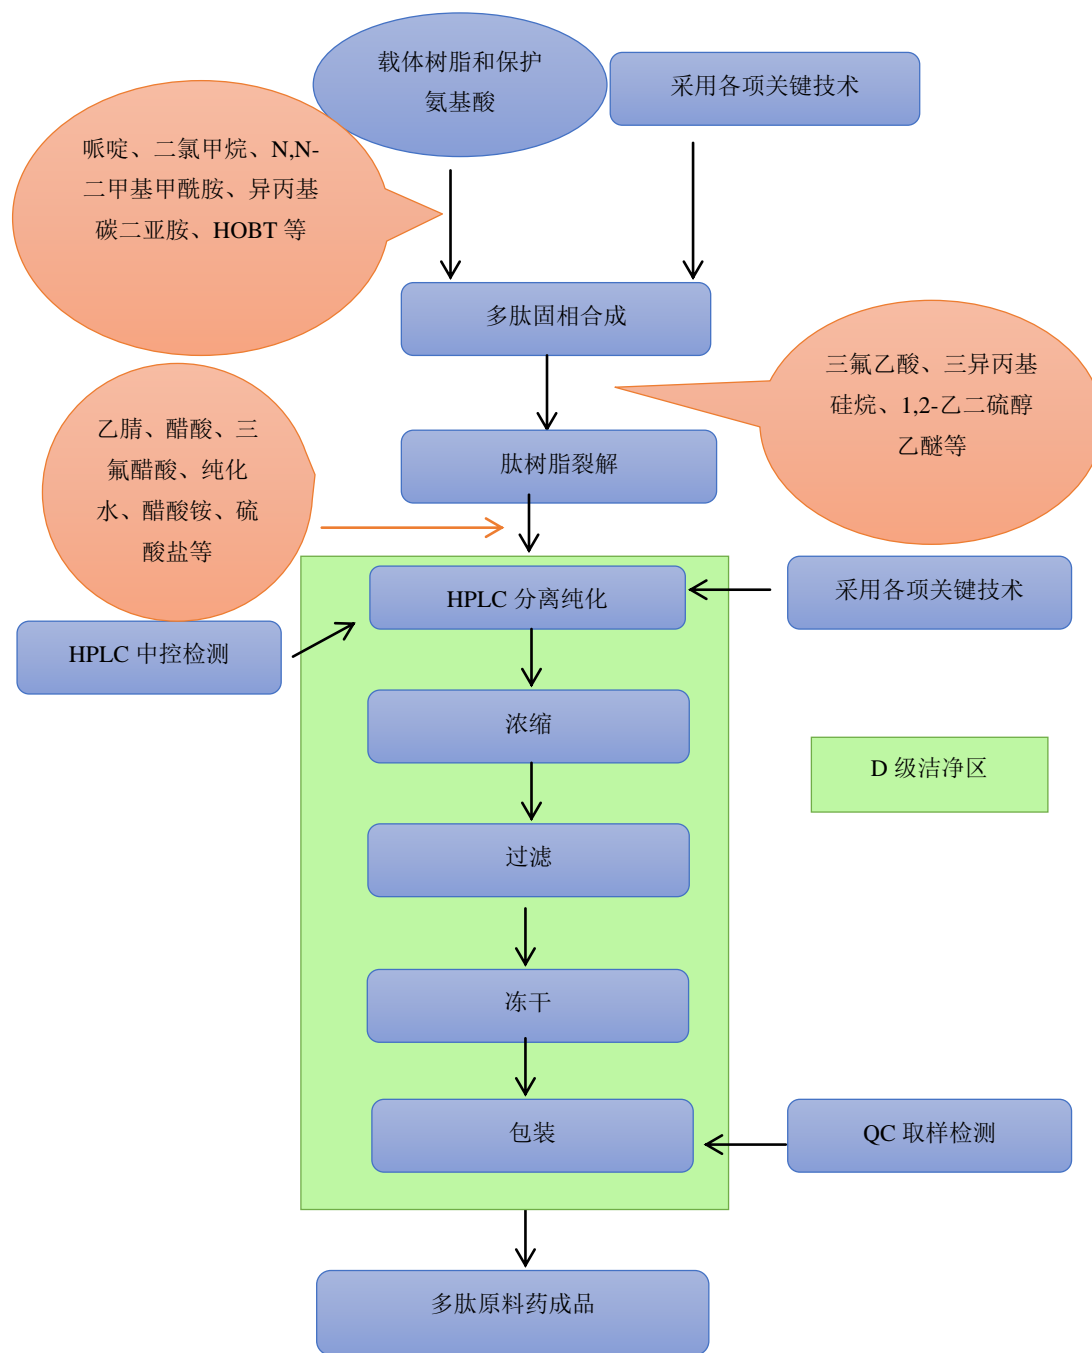 载体树脂和保护
氨基酸
采用各项关键技术
哌啶、二氯甲烷、N,N-
二甲基甲酰胺、异丙基
碳二亚胺、HOBT 等
多肽固相合成
三氟乙酸、三异丙基
硅烷、1,2-乙二硫醇
乙醚等
乙腈、醋酸、三
氟醋酸、纯化
水、醋酸铵、硫
酸盐等
肽树脂裂解
HPLC 分离纯化
采用各项关键技术
HPLC 中控检测
浓缩
D 级洁净区
过滤
冻干
包装
QC 取样检测
多肽原料药成品